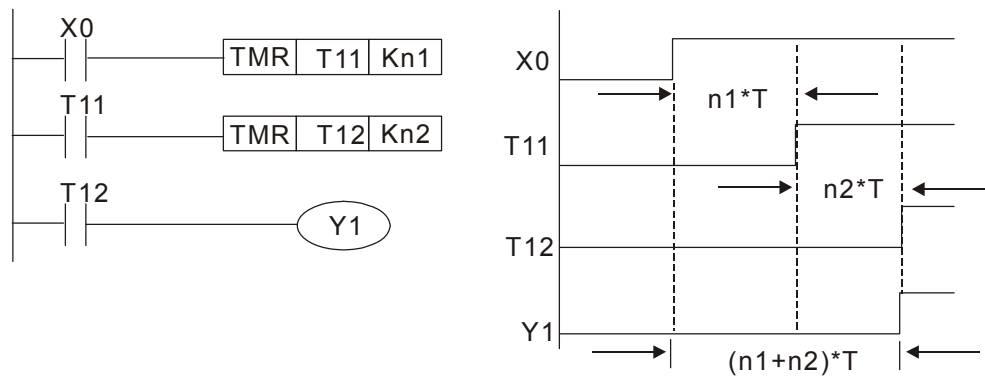 X0
TMR T11 Kn1
T11
TMR T12 Kn2
T12
Y1
X0
n1*T
T11
n2*T
T12
Y1
(n1+n2)*T